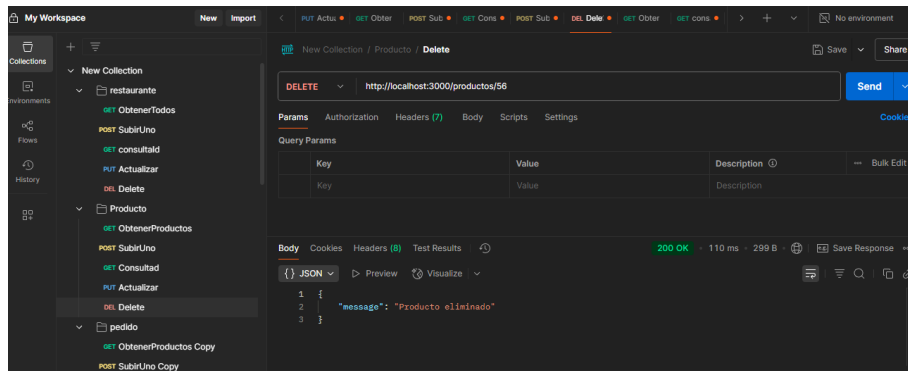 My Workspace New Import
PUT Actua GET Obter POST Sub GET Cons POST Sub DEL Dele GET Obter GET cons No environment
Collections
Environments
Flows
History
New Collection
restaurante
GET ObtenerTodos
POST SubirUno
GET consultaId
PUT Actualizar
DEL Delete
Producto
GET ObtenerProductos
POST SubirUno
GET Consultad
PUT Actualizar
DEL Delete
pedido
GET ObtenerProductos Copy
POST SubirUno Copy
HTTP New Collection / Producto / Delete Save Share
DELETE http://localhost:3000/productos/56 Send
Params Authorization Headers (7) Body Scripts Settings Cookie
Query Params
Key Value Description Bulk Edit
Key Value Description
Body Cookies Headers (8) Test Results 200 OK 110 ms 299 B Save Response
{} JSON Preview Visualize
1 {
2 "message": "Producto eliminado"
3 }